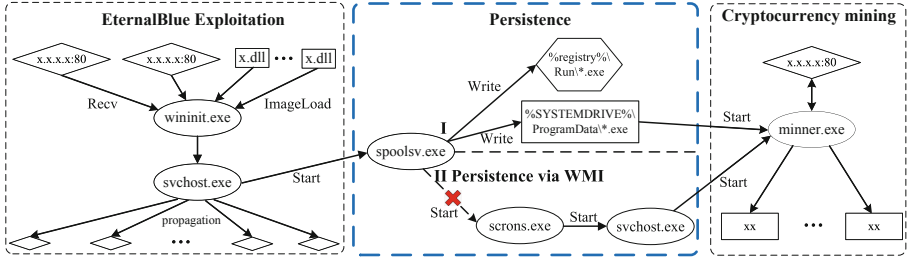 EternalBlue Exploitation
x.x.x.x:80
x.x.x.x:80
x.dll
...
x.dll
Recv
ImageLoad
wininit.exe
svchost.exe
Start
propagation
...
Persistence
%registry%\
Run\*.exe
Write
I
%SYSTEMDRIVE%\
ProgramData\*.exe
Write
spoolsv.exe
Start
II Persistence via WMI
Start
scrons.exe
Start
svchost.exe
Start
Cryptocurrency mining
x.x.x.x:80
minner.exe
xx
...
xx